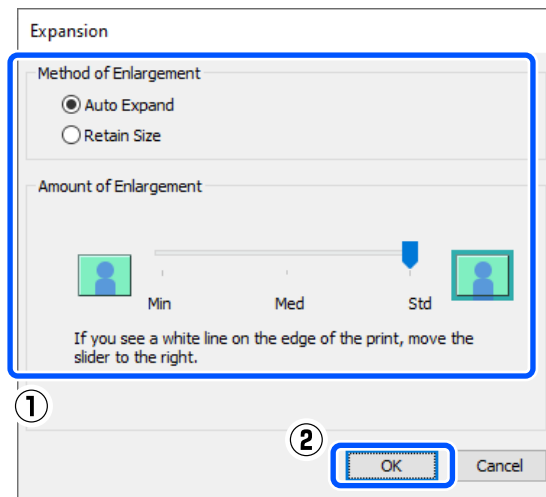 Expansion
Method of Enlargement
Auto Expand
Retain Size
Amount of Enlargement
Min Med Std
If you see a white line on the edge of the print, move the
slider to the right.
①
②
OK Cancel